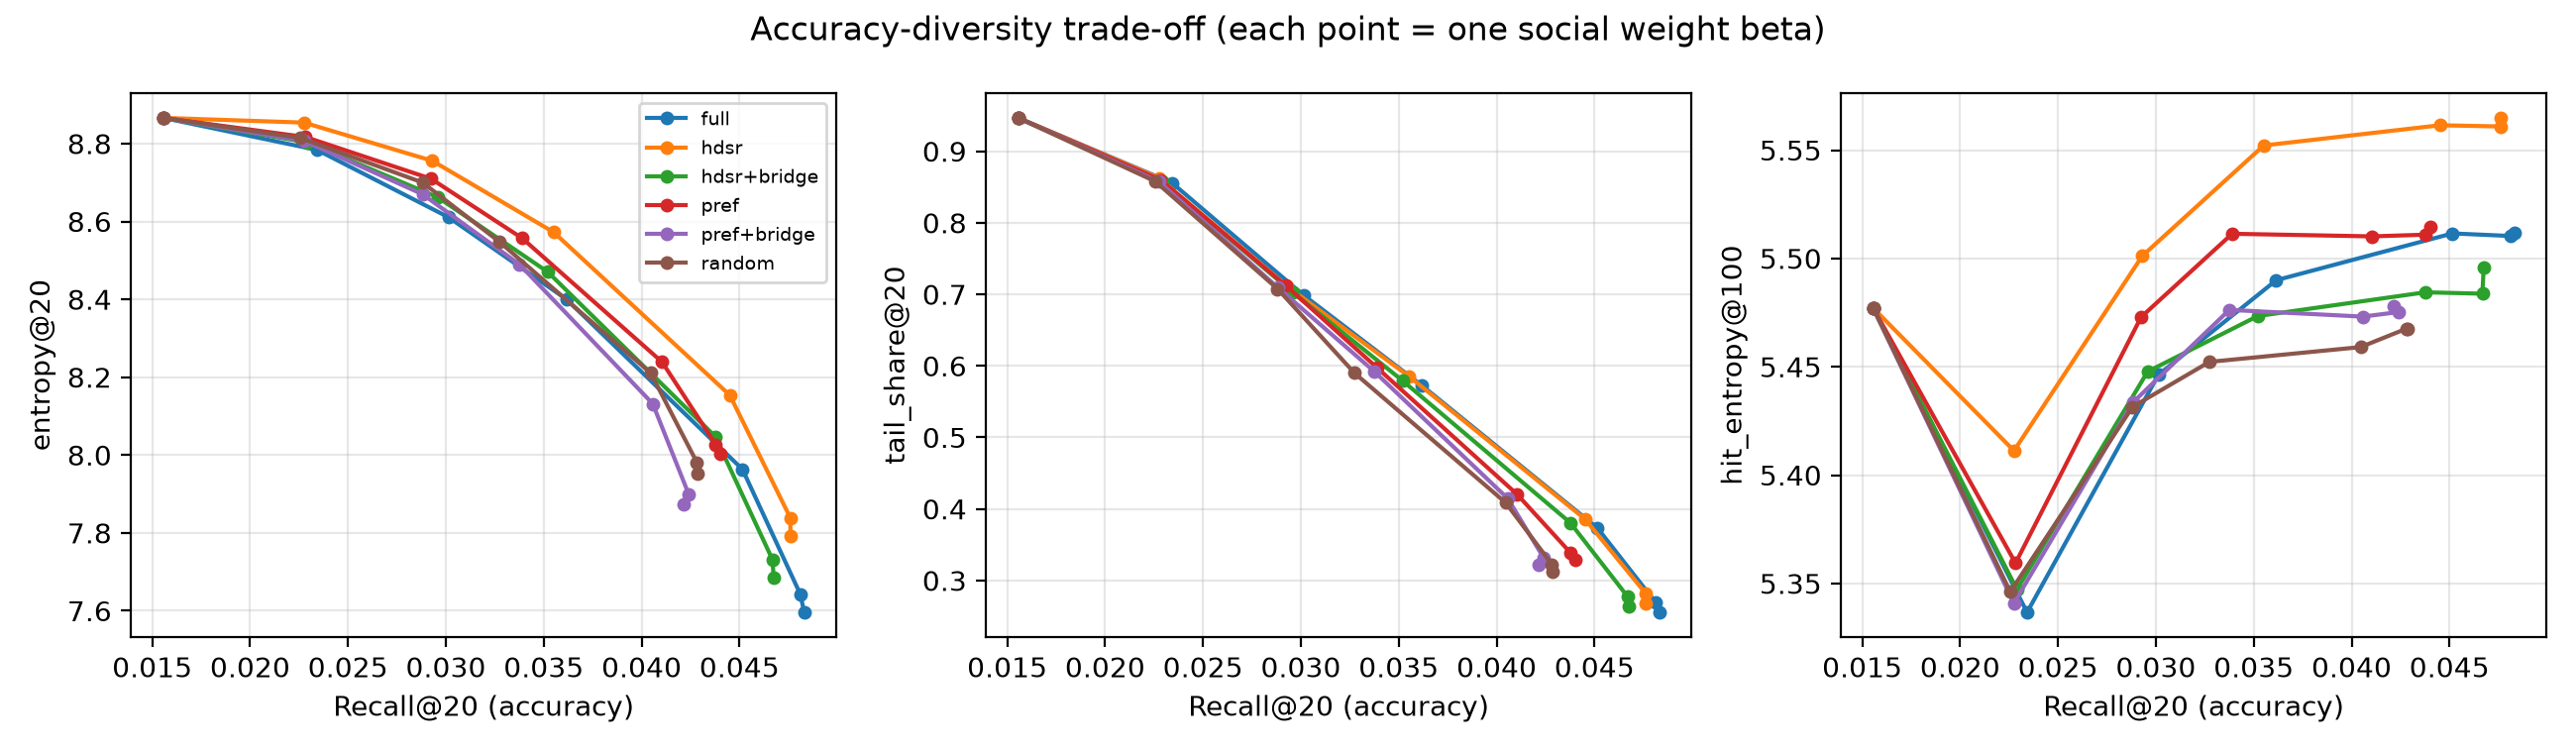 Accuracy-diversity trade-off (each point = one social weight beta)
entropy@20
8.8
8.6
8.4
8.2
8.0
7.8
7.6
0.015 0.020 0.025 0.030 0.035 0.040 0.045
Recall@20 (accuracy)
full
hdsr
hdsr+bridge
pref
pref+bridge
random
tail_share@20
0.9
0.8
0.7
0.6
0.5
0.4
0.3
0.015 0.020 0.025 0.030 0.035 0.040 0.045
Recall@20 (accuracy)
hit_entropy@100
5.55
5.50
5.45
5.40
5.35
0.015 0.020 0.025 0.030 0.035 0.040 0.045
Recall@20 (accuracy)